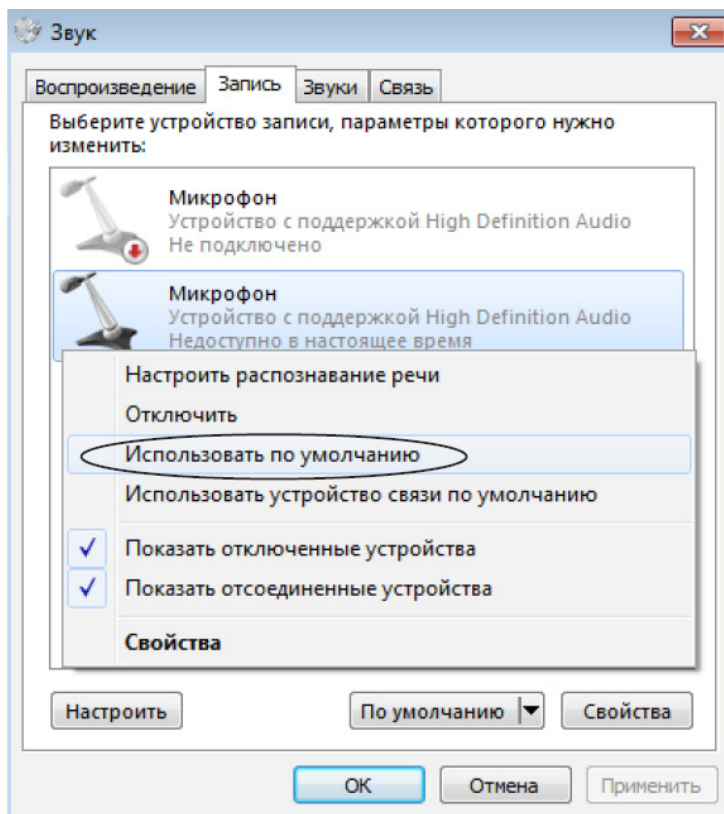 Звук
Воспроизведение Запись Звуки Связь
Выберите устройство записи, параметры которого нужно
изменить:
Микрофон
Устройство с поддержкой High Definition Audio
Не подключено
Микрофон
Устройство с поддержкой High Definition Audio
Недоступно в настоящее время
Настроить распознавание речи
Отключить
Использовать по умолчанию
Использовать устройство связи по умолчанию
Показать отключенные устройства
Показать отсоединенные устройства
Свойства
Настроить По умолчанию Свойства
ОК Отмена Применить